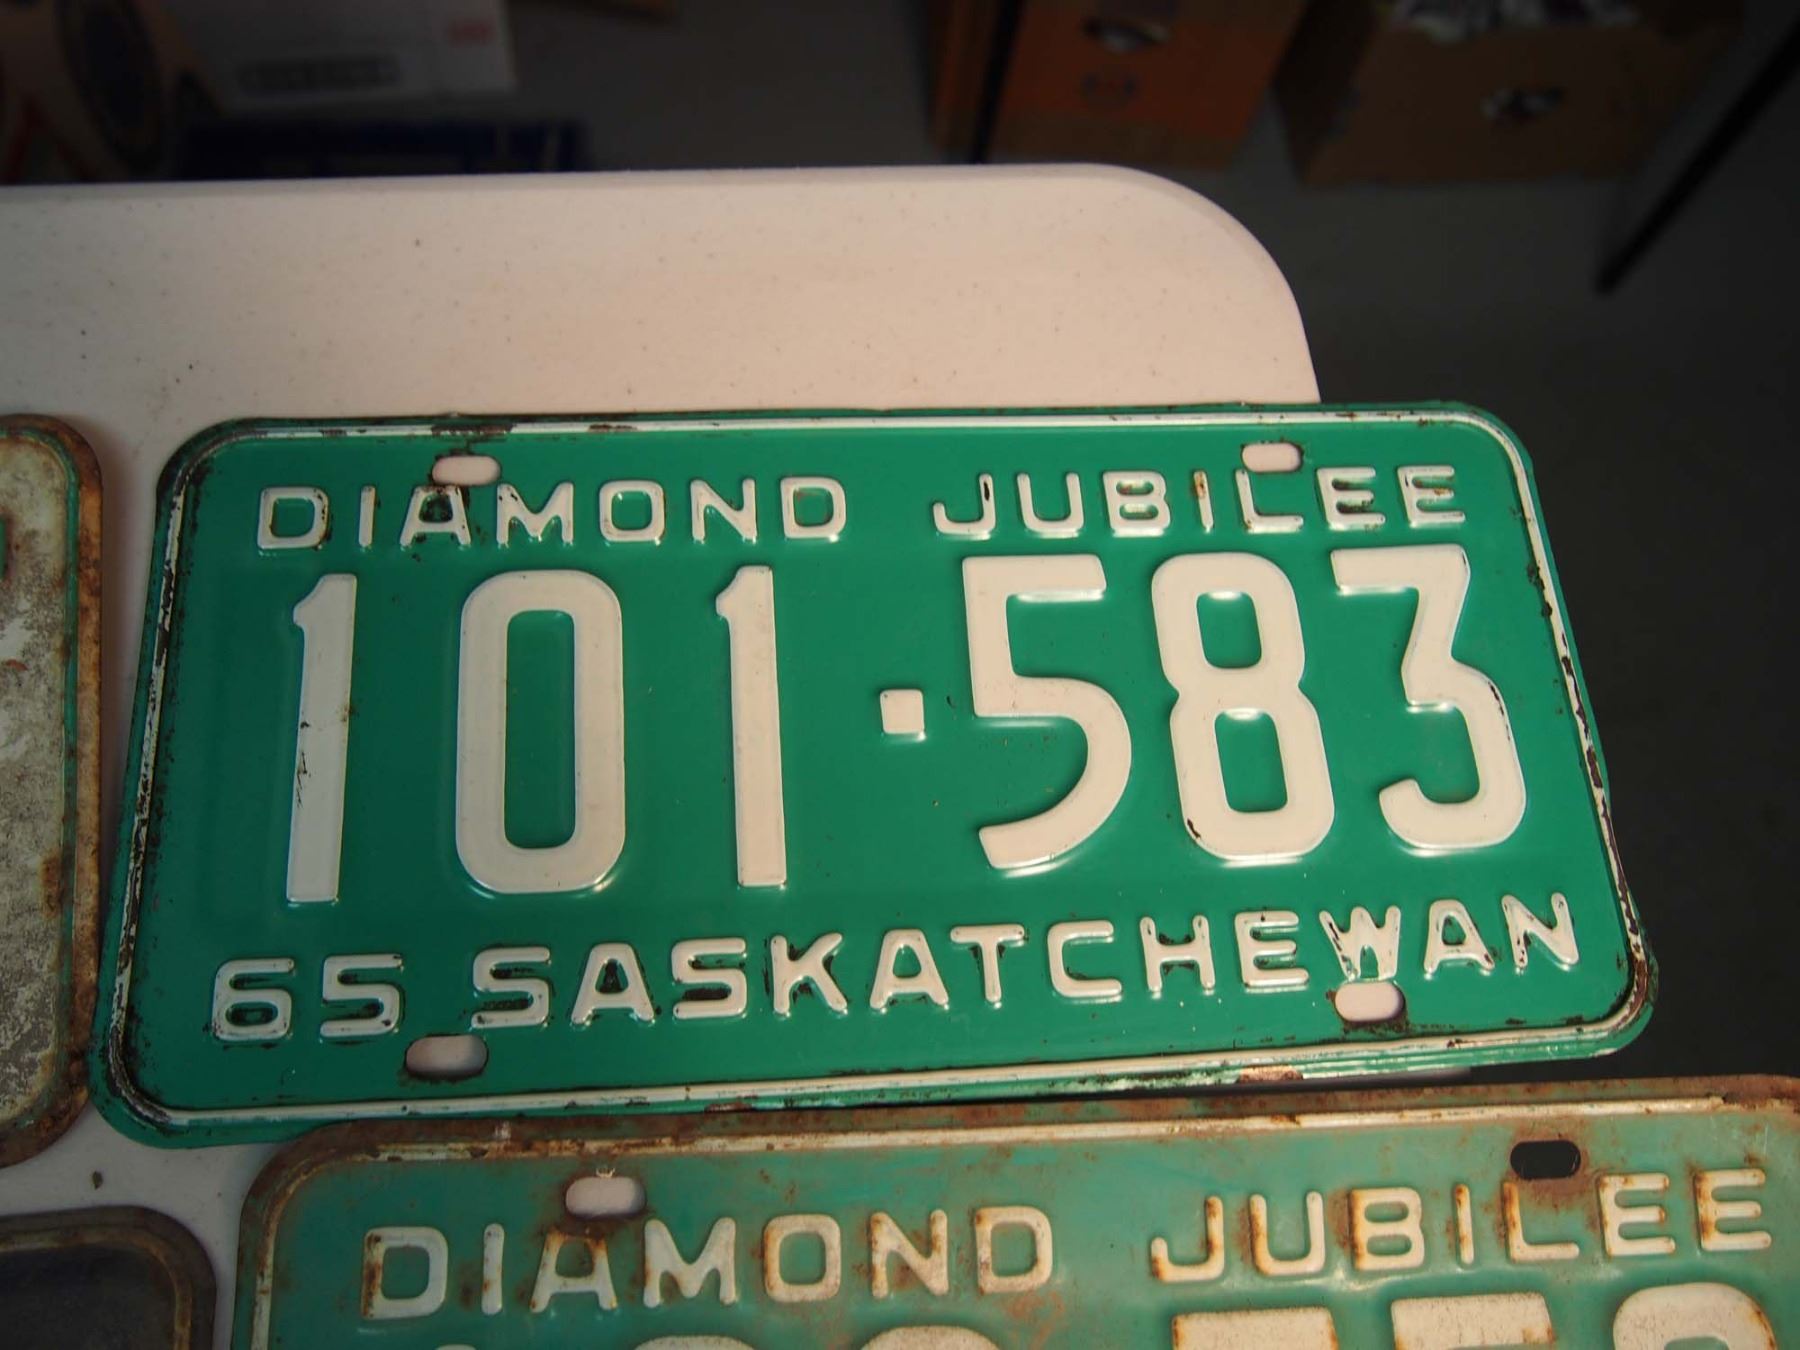 DIAMOND JUBILEE
101·583
65 SASKATCHEWAN
DIAMOND JUBILEE